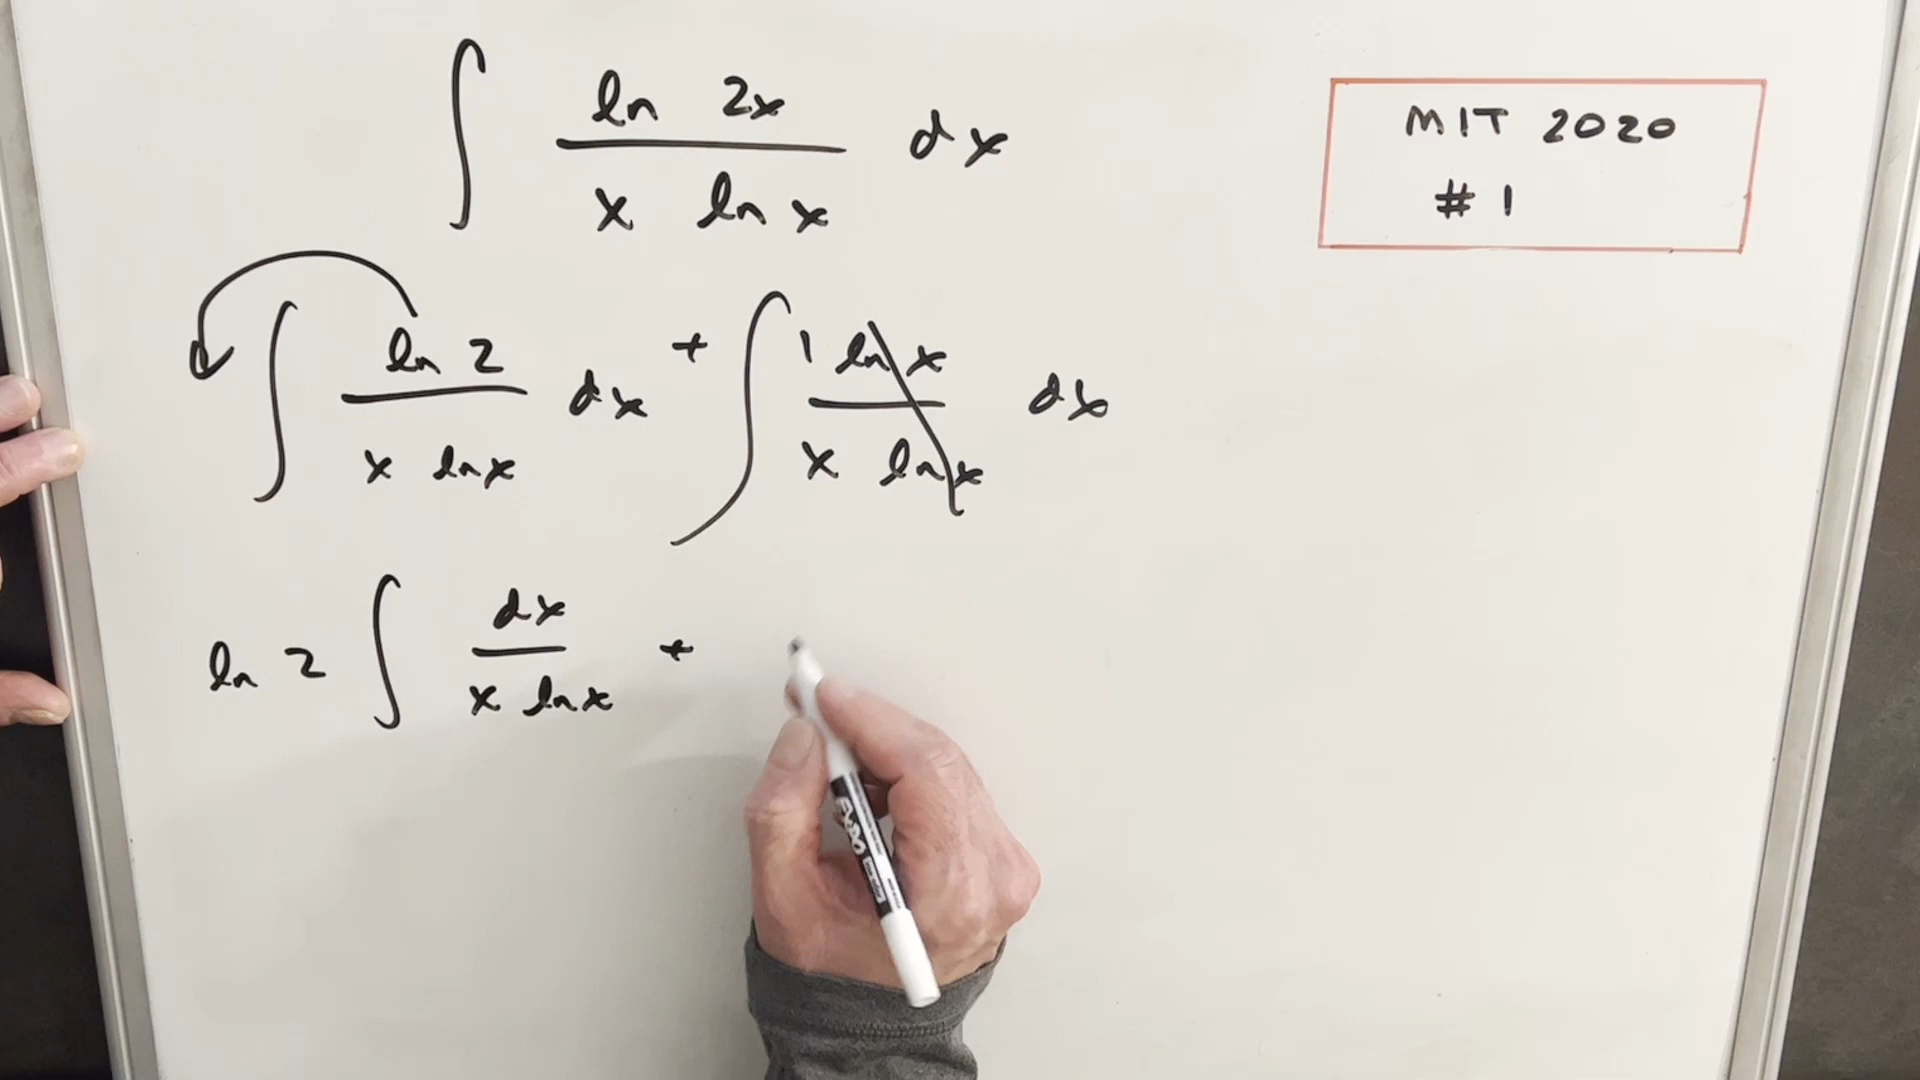 ∫ ln 2x / x ln x dx
MIT 2020
# 1
∫ ln 2 / x ln x dx + ∫ 1 ln x / x ln x dx
ln 2 ∫ dx / x ln x +
EXPO